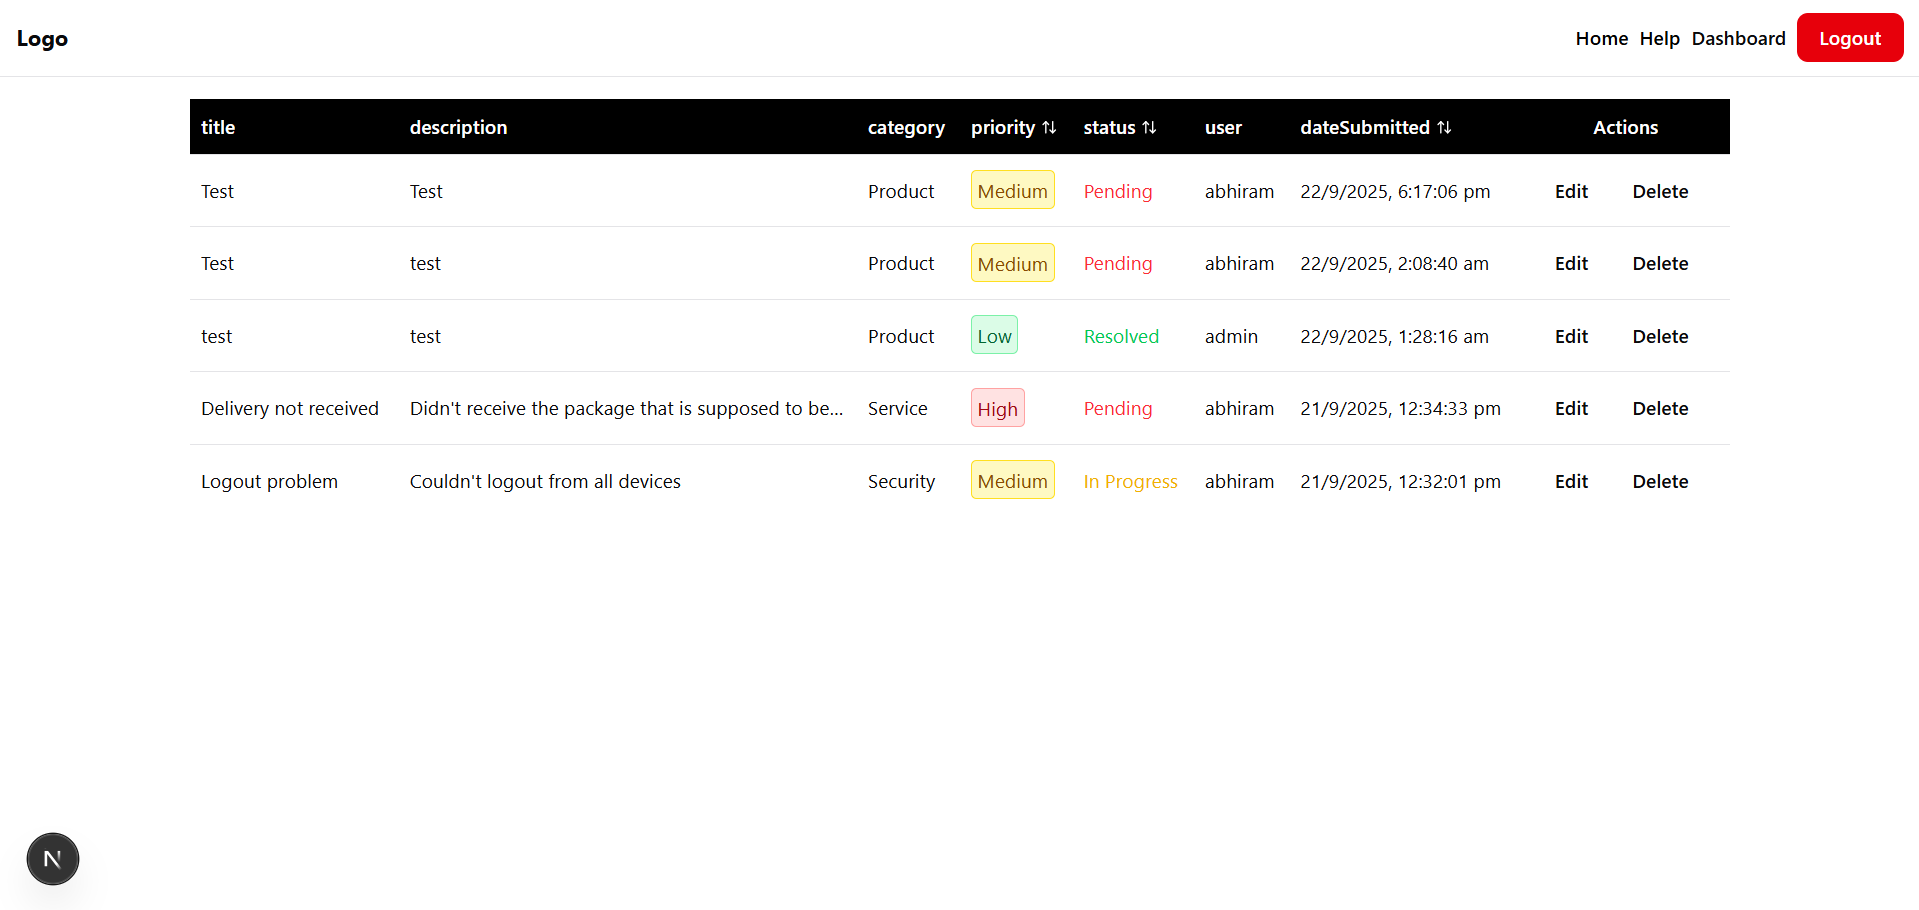 Logo Home Help Dashboard Logout
title description category priority ↑↓ status ↑↓ user dateSubmitted ↑↓ Actions
Test Test Product Medium Pending abhiram 22/9/2025, 6:17:06 pm Edit Delete
Test test Product Medium Pending abhiram 22/9/2025, 2:08:40 am Edit Delete
test test Product Low Resolved admin 22/9/2025, 1:28:16 am Edit Delete
Delivery not received Didn't receive the package that is supposed to be... Service High Pending abhiram 21/9/2025, 12:34:33 pm Edit Delete
Logout problem Couldn't logout from all devices Security Medium In Progress abhiram 21/9/2025, 12:32:01 pm Edit Delete
N